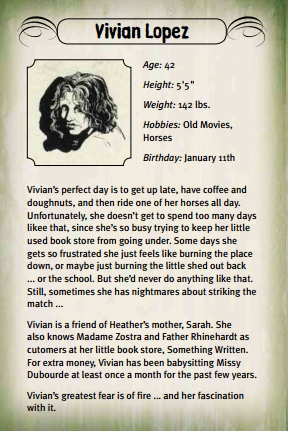 Vivian Lopez
Age: 42
Height: 5'5"
Weight: 142 lbs.
Hobbies: Old Movies,
Horses
Birthday: January 11th
Vivian's perfect day is to get up late, have coffee and
doughnuts, and then ride one of her horses all day.
Unfortunately, she doesn't get to spend too many days
likee that, since she's so busy trying to keep her little
used book store from going under. Some days she
gets so frustrated she just feels like burning the place
down, or maybe just burning the little shed out back
... or the school. But she'd never do anything like that.
Still, sometimes she has nightmares about striking the
match ...
Vivian is a friend of Heather's mother, Sarah. She
also knows Madame Zostra and Father Rhinehardt as
cutomers at her little book store, Something Written.
For extra money, Vivian has been babysitting Missy
Dubourde at least once a month for the past few years.
Vivian's greatest fear is of fire ... and her fascination
with it.